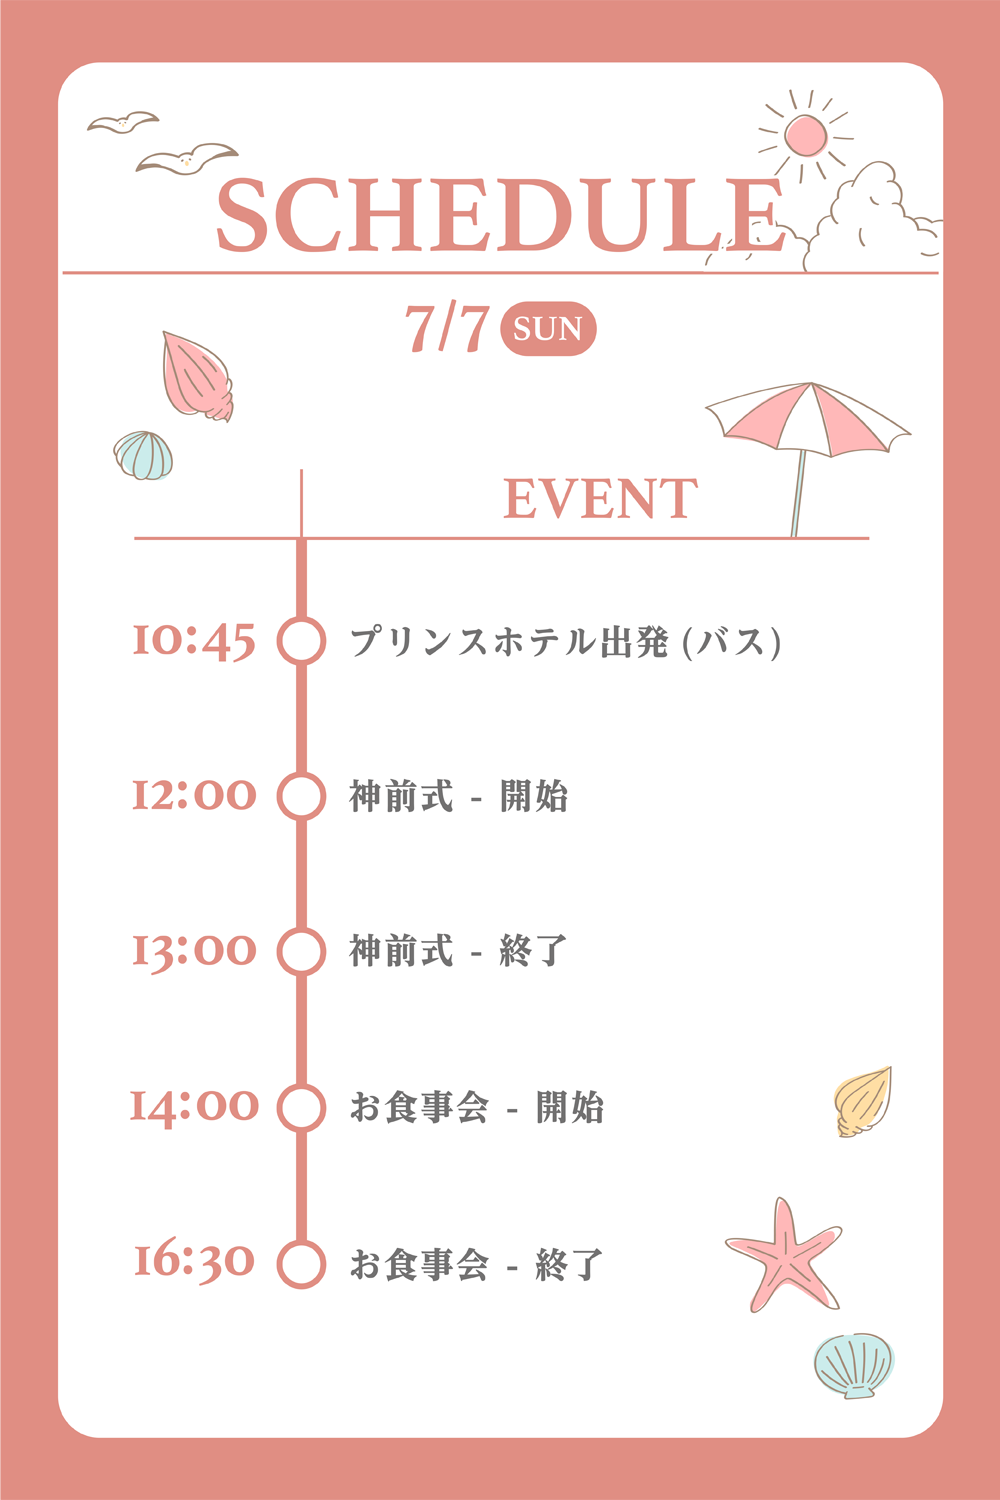 SCHEDULE
7/7 SUN
EVENT
10:45 プリンスホテル出発 (バス)
12:00 神前式 - 開始
13:00 神前式 - 終了
14:00 お食事会 - 開始
16:30 お食事会 - 終了